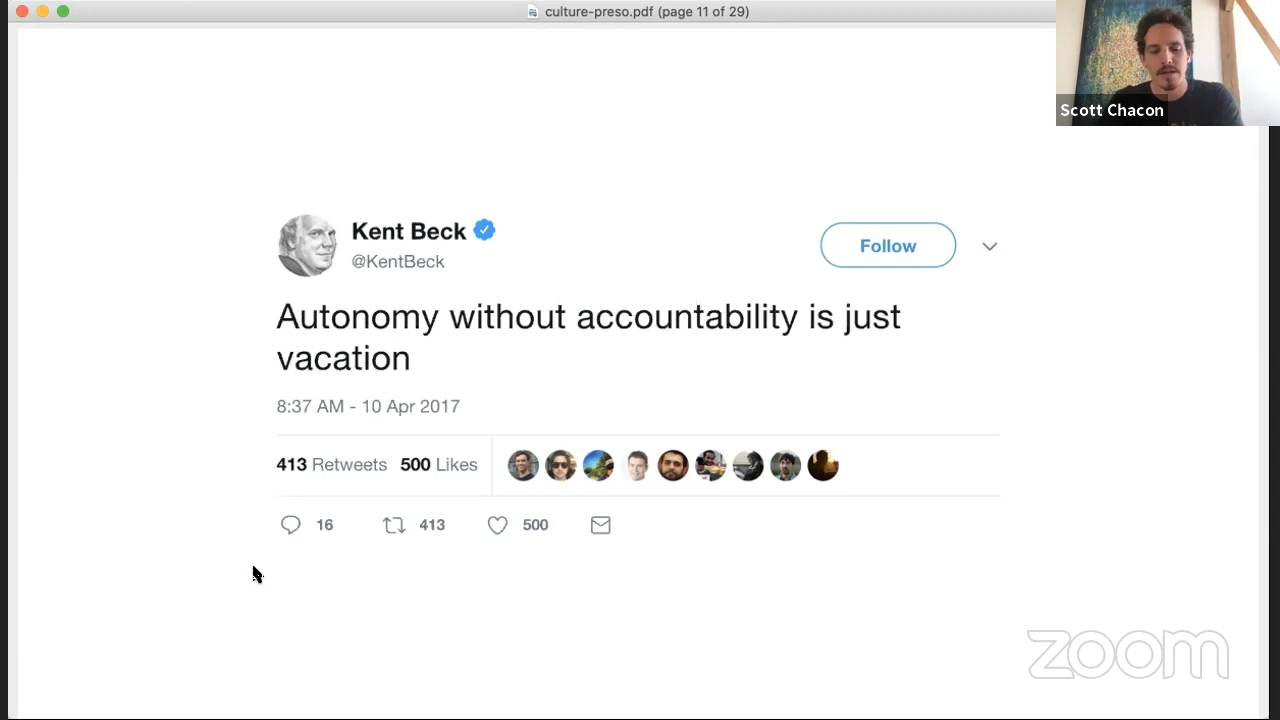 culture-preso.pdf (page 11 of 29)
Scott Chacon
Kent Beck
@KentBeck
Follow
Autonomy without accountability is just
vacation
8:37 AM - 10 Apr 2017
413 Retweets 500 Likes
16 413 500
zoom